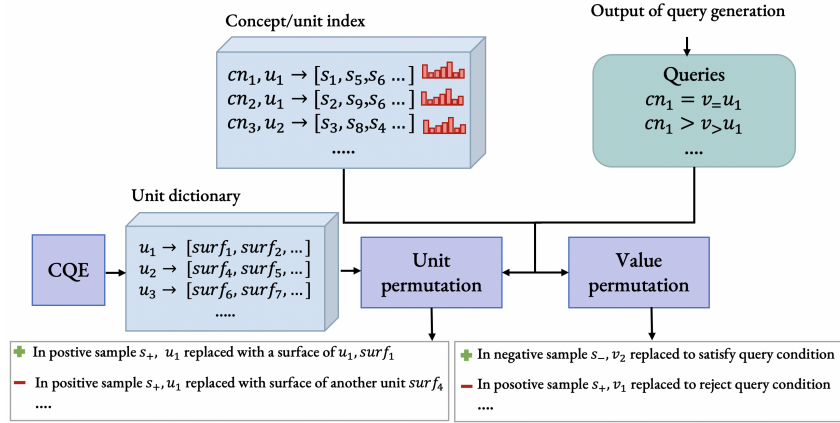 Concept/unit index
Output of query generation
cn₁, u₁ → [s₁, s₅,s₆ ...]
cn₂, u₁ → [s₂, s₉,s₆ ...]
cn₃, u₂ → [s₃, s₈,s₄ ...]
.....
Queries
cn₁ = v₌u₁
cn₁ > v﹥u₁
....
Unit dictionary
CQE
u₁ → [surf₁, surf₂, ...]
u₂ → [surf₄, surf₅, ...]
u₃ → [surf₆, surf₇, ...]
.....
Unit
permutation
Value
permutation
+ In postive sample s₊, u₁ replaced with a surface of u₁, surf₁
− In positive sample s₊, u₁ replaced with surface of another unit surf₄
....
+ In negative sample s₋, v₂ replaced to satisfy query condition
− In posotive sample s₊, v₁ replaced to reject query condition
....